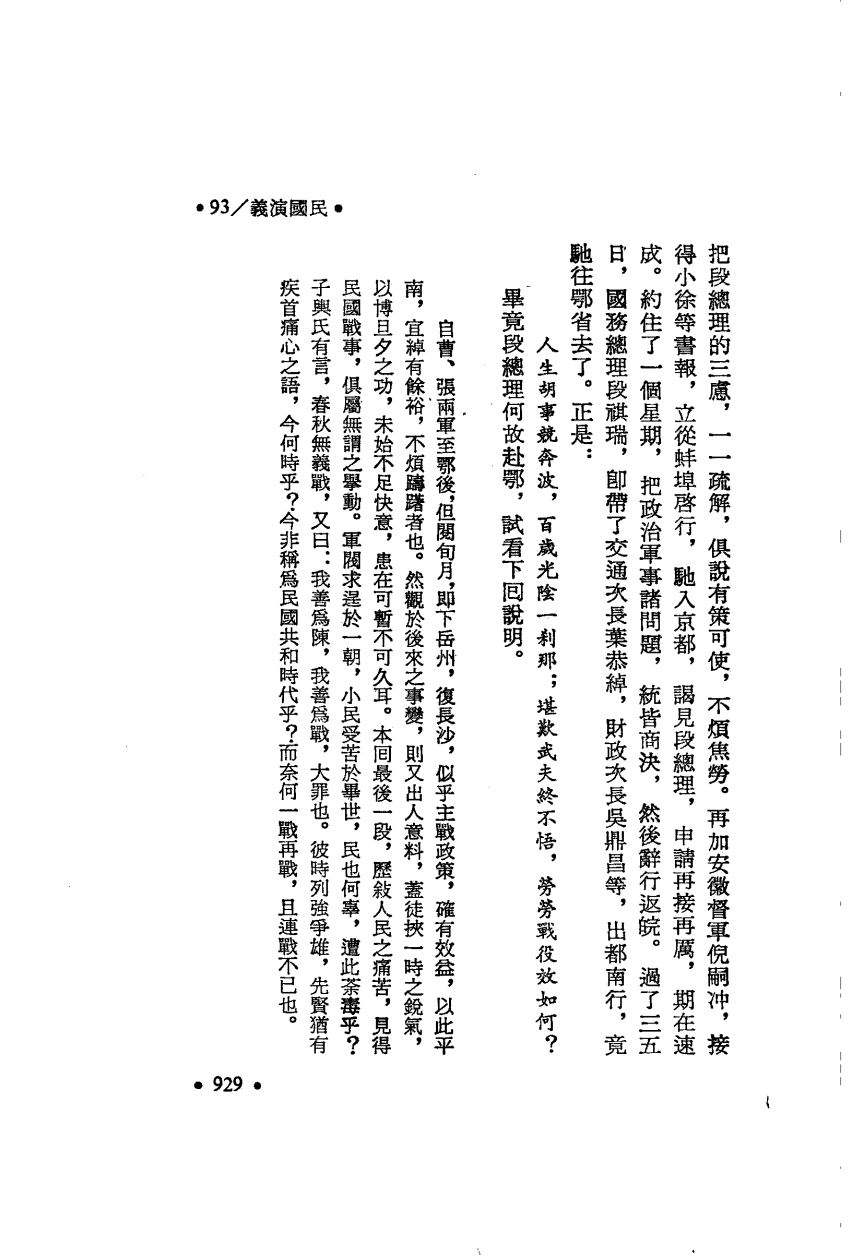 •93／義演國民•
把段總理的三慮，一一疏解，俱說有策可使，不煩焦勞。再加安徽督軍倪嗣冲，接
得小徐等書報，立從蚌埠啓行，馳入京都，謁見段總理，申請再接再厲，期在速
成。約住了一個星期，把政治軍事諸問題，統皆商決，然後辭行返皖。過了三五
日，國務總理段祺瑞，卽帶了交通次長葉恭綽，財政次長吳鼎昌等，出都南行，竟
馳往鄂省去了。正是：
人生胡事競奔波，百歲光陰一刹那；堪歎武夫終不悟，勞勞戰役效如何？
畢竟段總理何故赴鄂，試看下回說明。
自曹、張兩軍至鄂後，但閱旬月，即下岳州，復長沙，似乎主戰政策，確有效益，以此平
南，宜綽有餘裕，不煩躊躇者也。然觀於後來之事變，則又出人意料，蓋徒挾一時之銳氣，
以博旦夕之功，未始不足快意，患在可暫不可久耳。本回最後一段，歷敍人民之痛苦，見得
民國戰事，俱屬無謂之擧動。軍閥求逞於一朝，小民受苦於畢世，民也何辜，遭此荼毒乎？
子輿氏有言，春秋無義戰，又曰：我善爲陳，我善爲戰，大罪也。彼時列強爭雄，先賢猶有
疾首痛心之語，今何時乎？今非稱爲民國共和時代乎？而奈何一戰再戰，且連戰不已也。
•929•